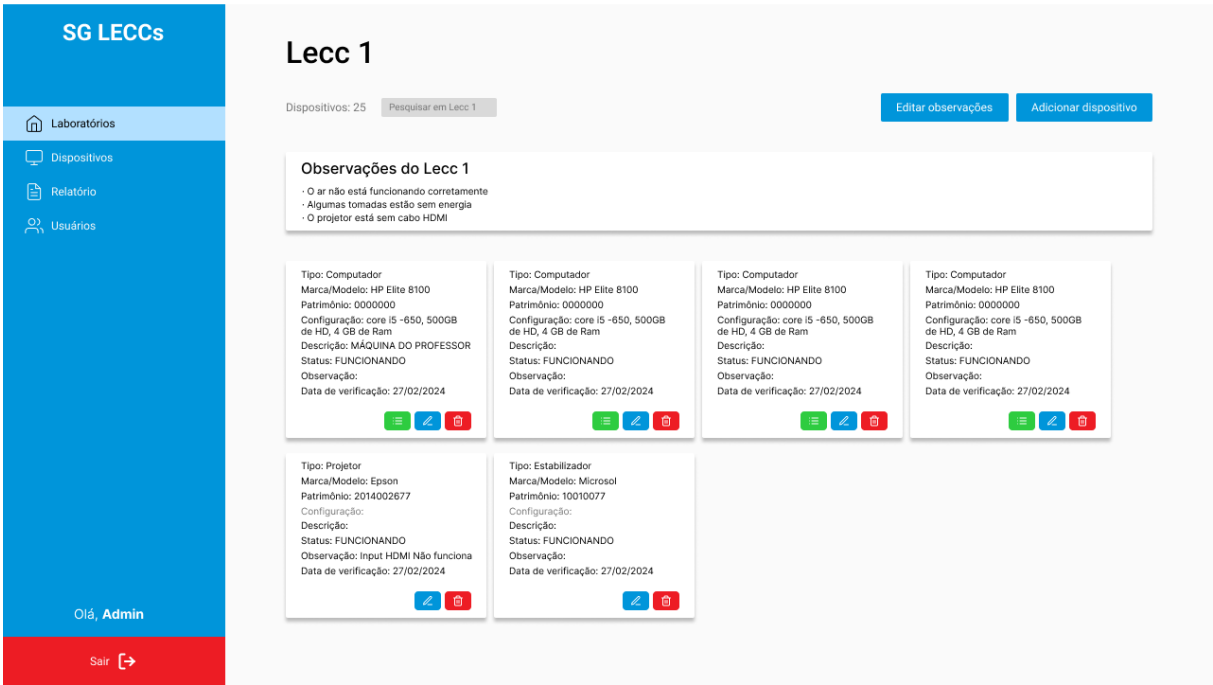 SG LECCs
Laboratórios
Dispositivos
Relatório
Usuários
Olá, Admin
Sair
Lecc 1
Dispositivos: 25
Pesquisar em Lecc 1
Editar observações
Adicionar dispositivo
Observações do Lecc 1
· O ar não está funcionando corretamente
· Algumas tomadas estão sem energia
· O projetor está sem cabo HDMI
Tipo: Computador
Marca/Modelo: HP Elite 8100
Patrimônio: 0000000
Configuração: core i5 -650, 500GB
de HD, 4 GB de Ram
Descrição: MÁQUINA DO PROFESSOR
Status: FUNCIONANDO
Observação:
Data de verificação: 27/02/2024
Tipo: Computador
Marca/Modelo: HP Elite 8100
Patrimônio: 0000000
Configuração: core i5 -650, 500GB
de HD, 4 GB de Ram
Descrição:
Status: FUNCIONANDO
Observação:
Data de verificação: 27/02/2024
Tipo: Computador
Marca/Modelo: HP Elite 8100
Patrimônio: 0000000
Configuração: core i5 -650, 500GB
de HD, 4 GB de Ram
Descrição:
Status: FUNCIONANDO
Observação:
Data de verificação: 27/02/2024
Tipo: Computador
Marca/Modelo: HP Elite 8100
Patrimônio: 0000000
Configuração: core i5 -650, 500GB
de HD, 4 GB de Ram
Descrição:
Status: FUNCIONANDO
Observação:
Data de verificação: 27/02/2024
Tipo: Projetor
Marca/Modelo: Epson
Patrimônio: 2014002677
Configuração:
Descrição:
Status: FUNCIONANDO
Observação: Input HDMI Não funciona
Data de verificação: 27/02/2024
Tipo: Estabilizador
Marca/Modelo: Microsol
Patrimônio: 10010077
Configuração:
Descrição:
Status: FUNCIONANDO
Observação:
Data de verificação: 27/02/2024